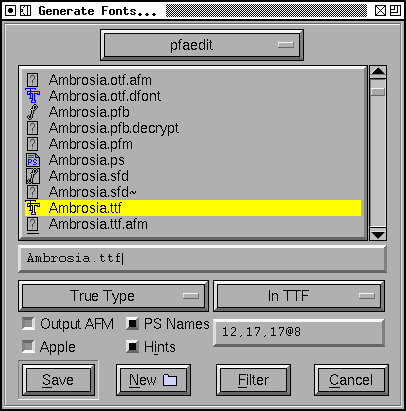 Generate Fonts...
pfaedit
Ambrosia.otf.afm
Ambrosia.otf.dfont
Ambrosia.pfb
Ambrosia.pfb.decrypt
Ambrosia.pfm
Ambrosia.ps
Ambrosia.sfd
Ambrosia.sfd~
Ambrosia.ttf
Ambrosia.ttf.afm
Ambrosia.ttf
True Type In TTF
Output AFM PS Names 12,17,17@8
Apple Hints
Save New Filter Cancel